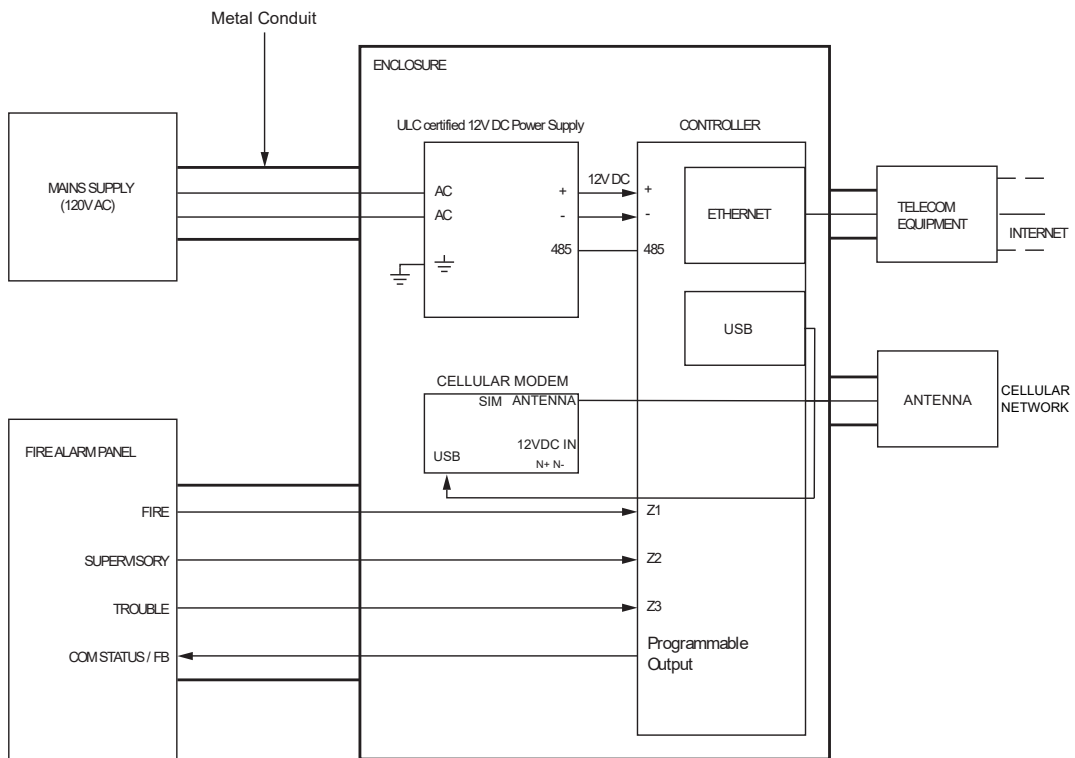 Metal Conduit
ENCLOSURE
MAINS SUPPLY
(120V AC)
ULC certified 12V DC Power Supply
AC
AC
+
-
485
12V DC
CONTROLLER
+
-
485
ETHERNET
USB
TELECOM
EQUIPMENT
INTERNET
CELLULAR MODEM
SIM ANTENNA
12VDC IN
USB
N+ N-
ANTENNA
CELLULAR
NETWORK
FIRE ALARM PANEL
FIRE
SUPERVISORY
TROUBLE
COM STATUS / FB
Z1
Z2
Z3
Programmable
Output